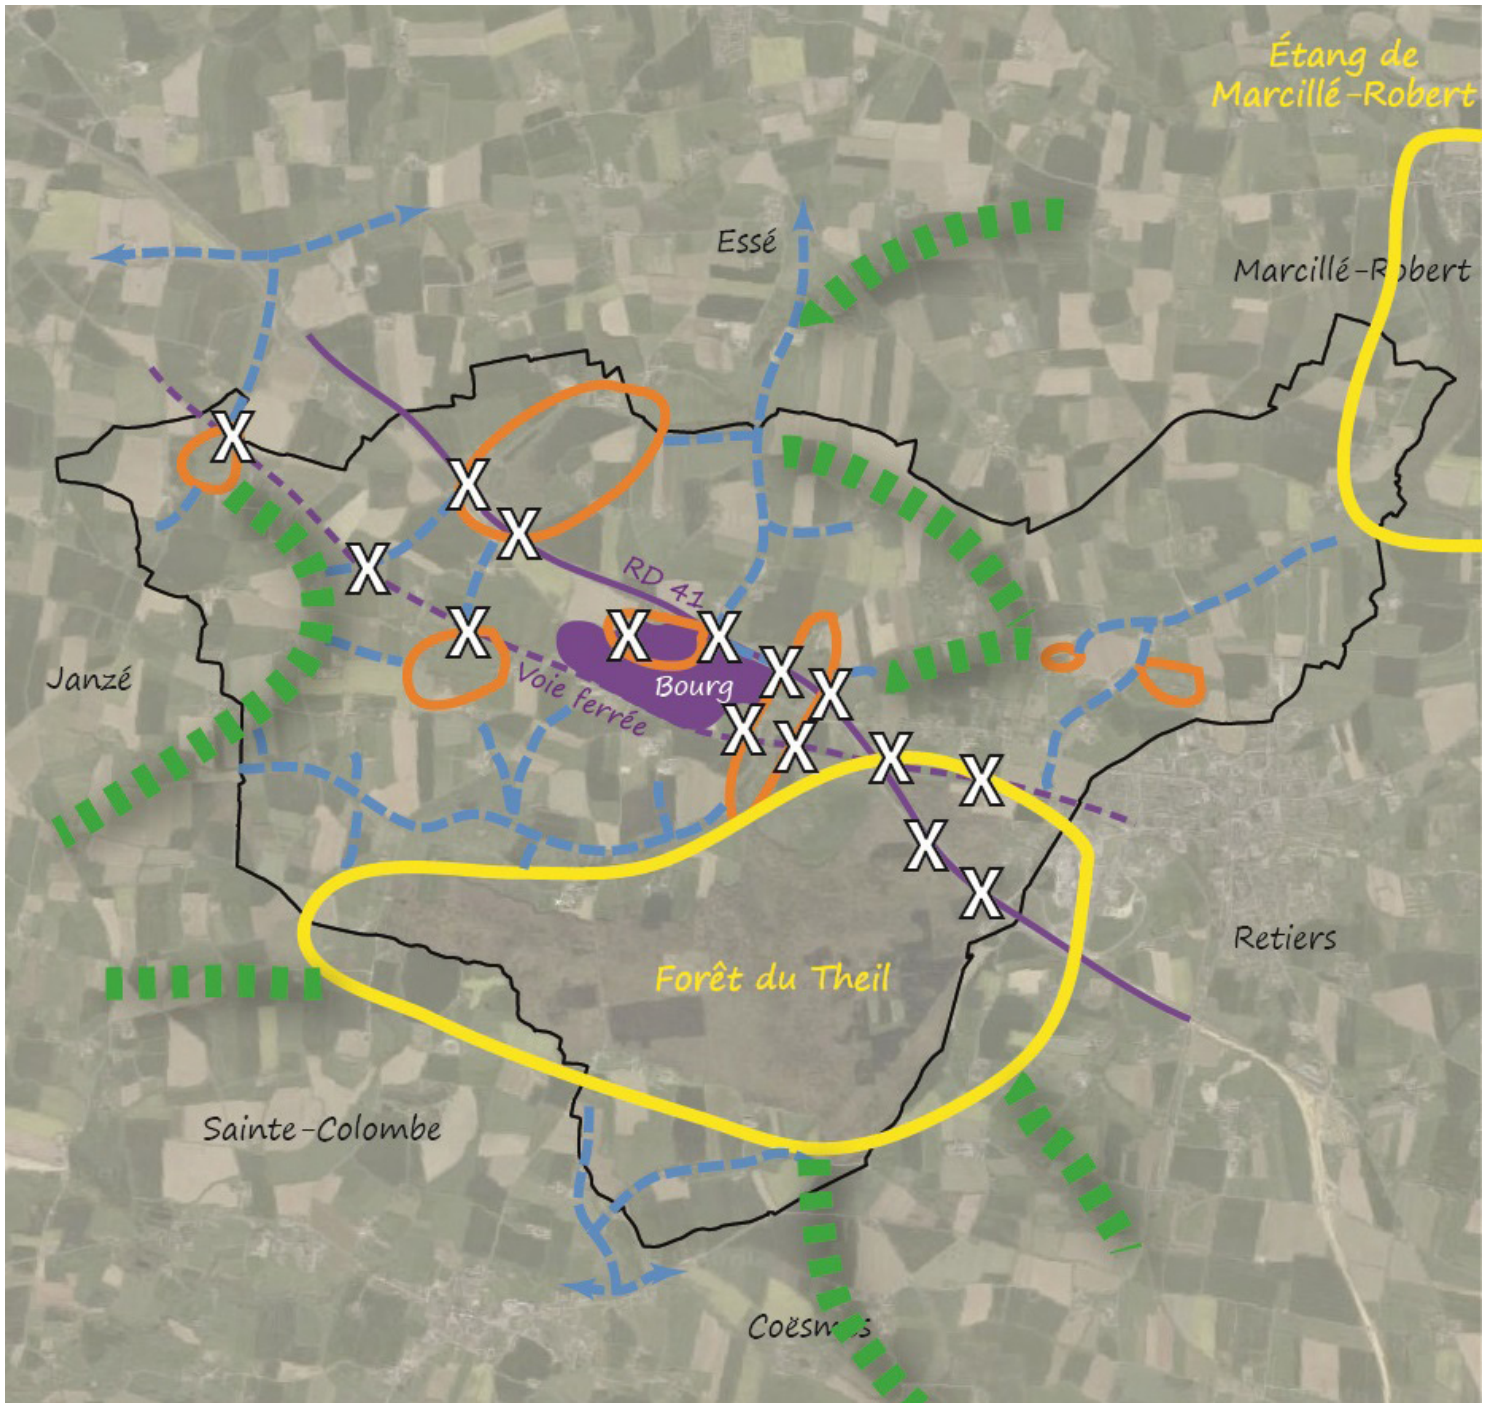 Étang de
Marcillé-Robert
Essé
Marcillé-Robert
X
X
X
RD 41
X
X
X
X
X
Janzé
Voie ferrée
Bourg
X
X
X
X
X
X
X
X
Retiers
Forêt du Theil
Sainte-Colombe
Coësmes